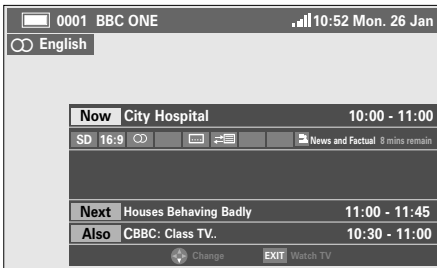 0001 BBC ONE 10:52 Mon. 26 Jan
English
Now City Hospital 10:00 - 11:00
SD 16:9 News and Factual 8 mins remain
Next Houses Behaving Badly 11:00 - 11:45
Also CBBC: Class TV.. 10:30 - 11:00
Change EXIT Watch TV